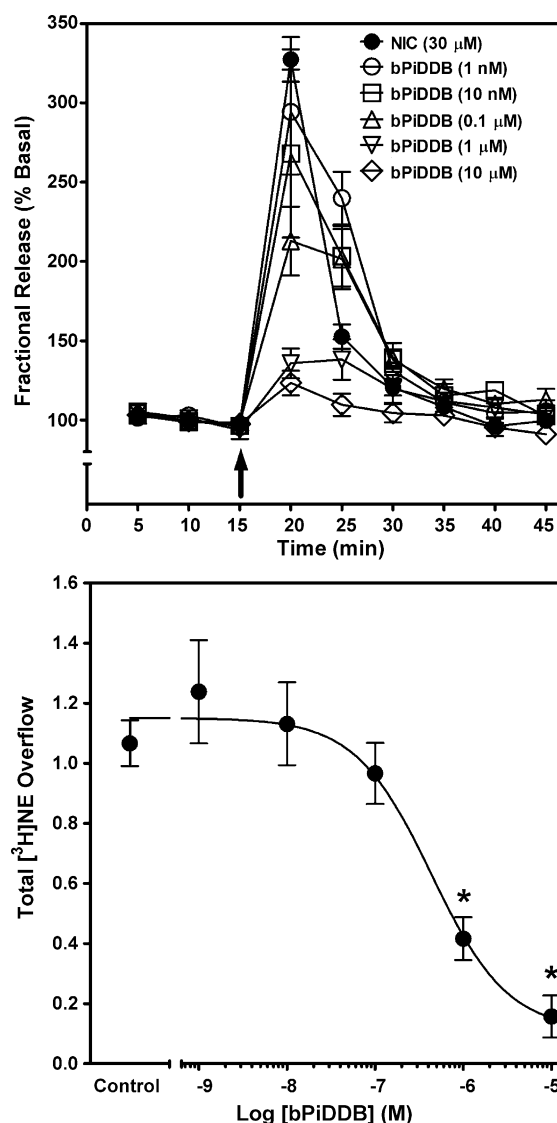 350
300
250
200
150
100
0
5
10
15
20
25
30
35
40
45
Fractional Release (% Basal)
Time (min)
NIC (30 μM)
bPiDDB (1 nM)
bPiDDB (10 nM)
bPiDDB (0.1 μM)
bPiDDB (1 μM)
bPiDDB (10 μM)
1.6
1.4
1.2
1.0
0.8
0.6
0.4
0.2
0.0
Total [³H]NE Overflow
*
*
Control
-9
-8
-7
-6
-5
Log [bPiDDB] (M)